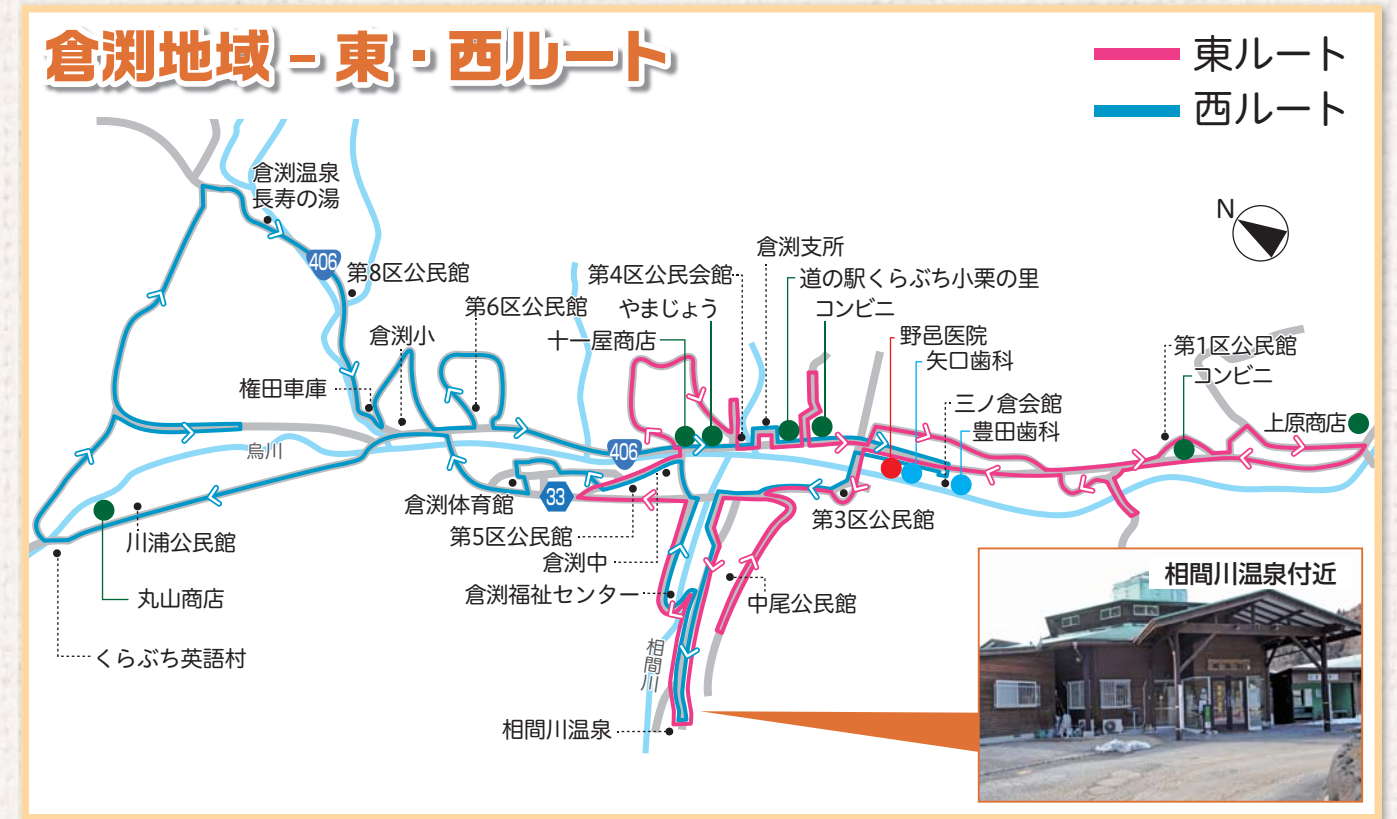 倉渕地域 – 東・西ルート
東ルート
西ルート
N
倉渕温泉
長寿の湯
406
第8区公民館
倉渕小
権田車庫
第6区公民館
第4区公民会館
やまじょう
十一屋商店
倉渕支所
道の駅くらぶち小栗の里
コンビニ
野邑医院
矢口歯科
三ノ倉会館
豊田歯科
第1区公民館
コンビニ
上原商店
烏川
406
33
倉渕体育館
第5区公民館
倉渕中
倉渕福祉センター
第3区公民館
中尾公民館
川浦公民館
丸山商店
くらぶち英語村
相間川
相間川温泉
相間川温泉付近